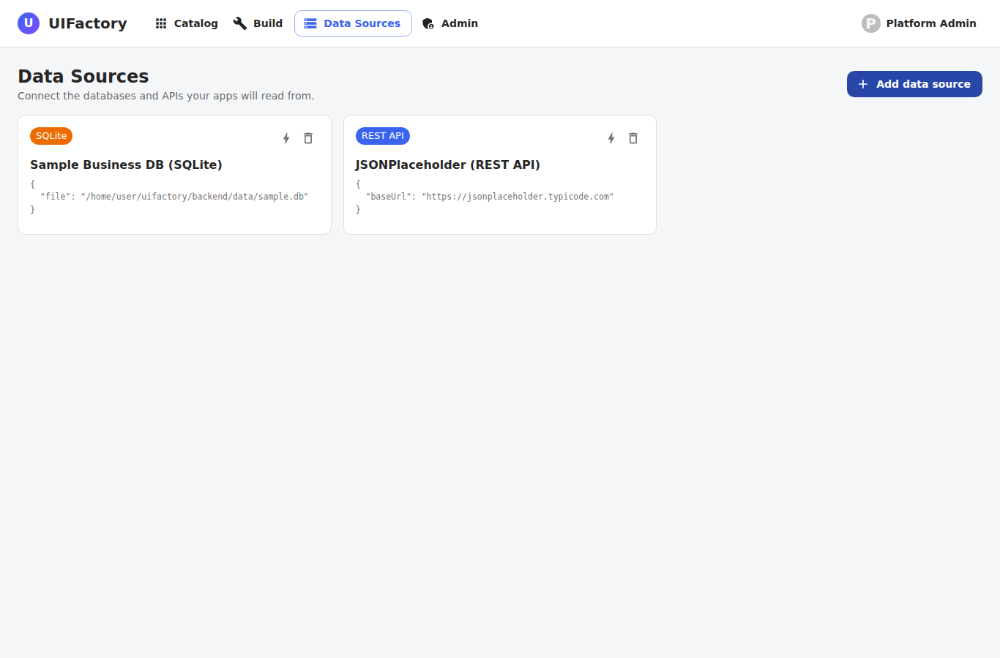 U UIFactory Catalog Build Data Sources Admin P Platform Admin
Data Sources
Connect the databases and APIs your apps will read from.
Add data source
SQLite
Sample Business DB (SQLite)
{
  "file": "/home/user/uifactory/backend/data/sample.db"
}
REST API
JSONPlaceholder (REST API)
{
  "baseUrl": "https://jsonplaceholder.typicode.com"
}